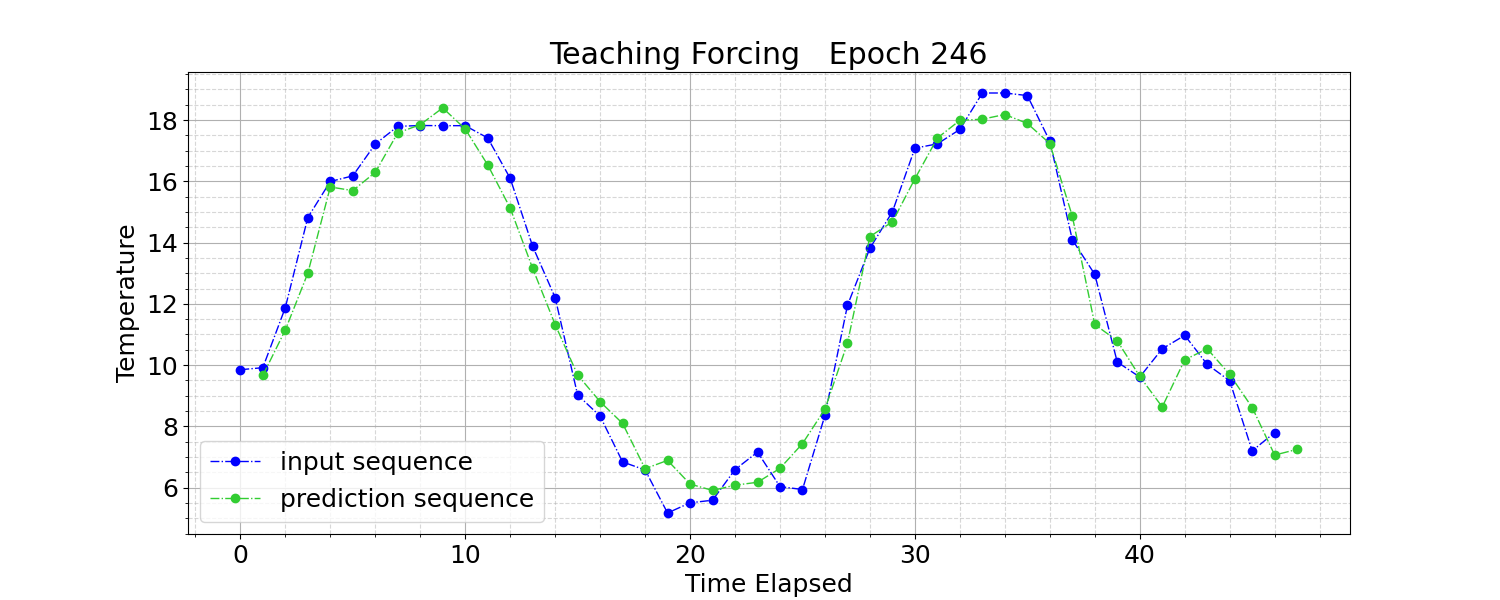 Teaching Forcing   Epoch 246
Temperature
18
16
14
12
10
8
6
input sequence
prediction sequence
0 10 20 30 40
Time Elapsed